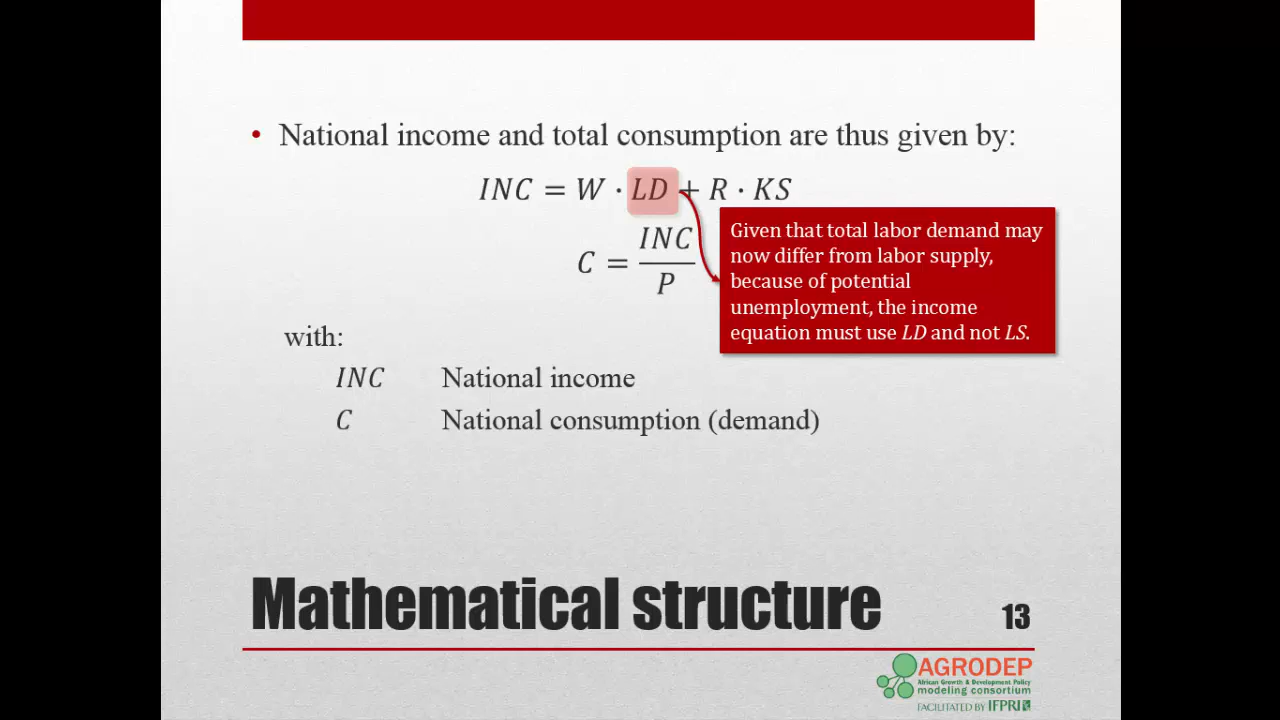 • National income and total consumption are thus given by:
INC = W · LD + R · KS
C = INC / P
Given that total labor demand may
now differ from labor supply,
because of potential
unemployment, the income
equation must use LD and not LS.
with:
INC National income
C National consumption (demand)
Mathematical structure
13
AGRODEP
African Growth & Development Policy
modeling consortium
FACILITATED BY IFPRI